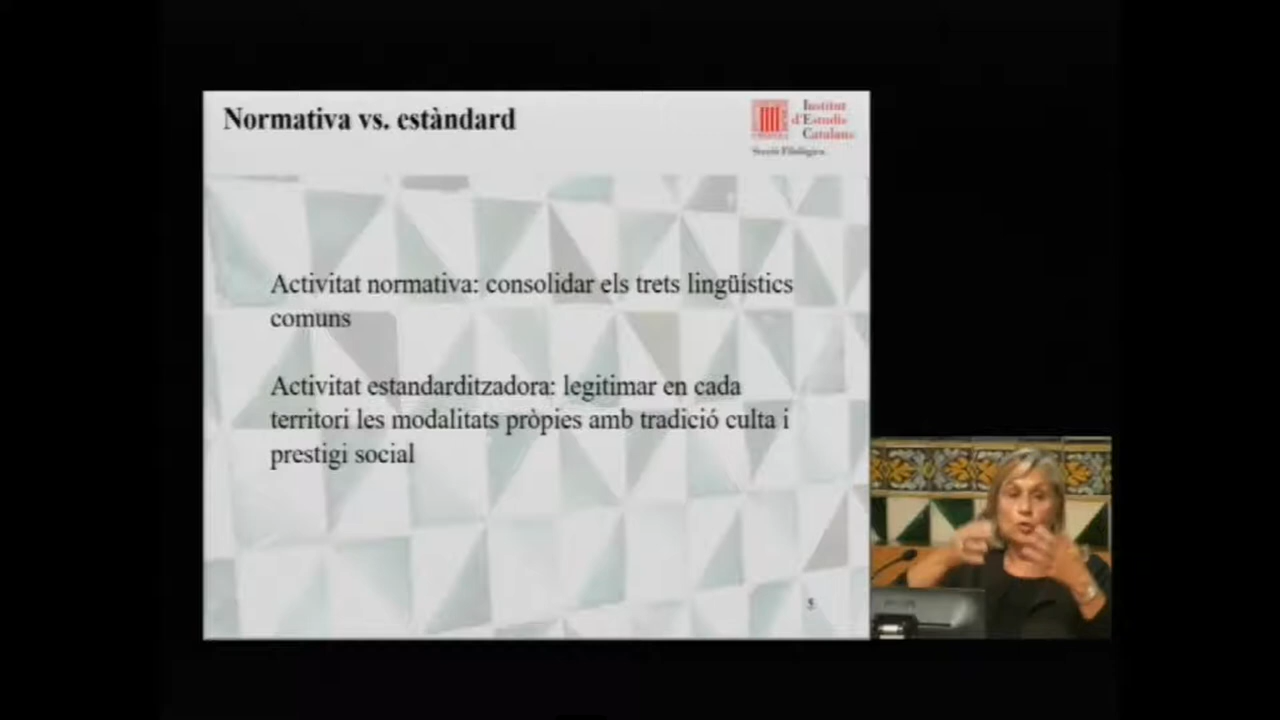 Normativa vs. estàndard
Institut
d'Estudis
Catalans
Secció Filològica
Activitat normativa: consolidar els trets lingüístics
comuns
Activitat estandarditzadora: legitimar en cada
territori les modalitats pròpies amb tradició culta i
prestigi social
5